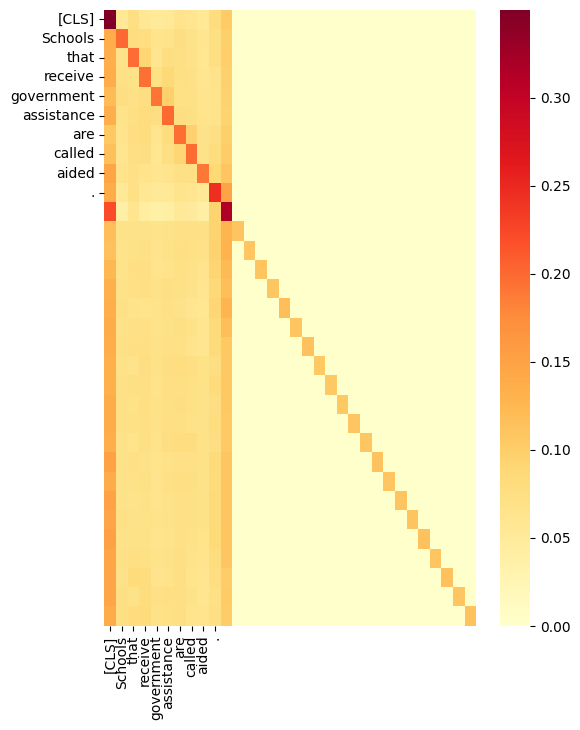 [CLS]
Schools
that
receive
government
assistance
are
called
aided
.
0.30
0.25
0.20
0.15
0.10
0.05
0.00
[CLS]
Schools
that
receive
government
assistance
are
called
aided
.